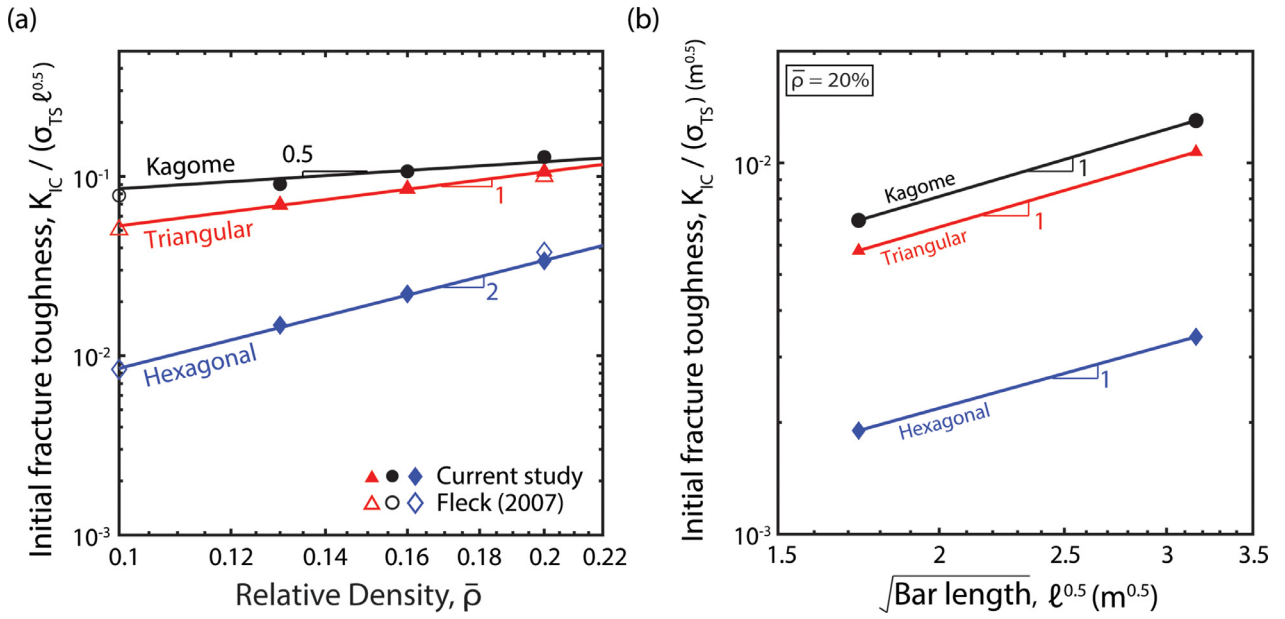 (a)
Initial fracture toughness, K_IC / (σ_TS ℓ^0.5)
10^-1
10^-2
10^-3
Kagome
0.5
Triangular
1
Hexagonal
2
Current study
Fleck (2007)
0.1 0.12 0.14 0.16 0.18 0.2 0.22
Relative Density, ρ̄
(b)
Initial fracture toughness, K_IC / (σ_TS) (m^0.5)
10^-2
10^-3
ρ̄ = 20%
Kagome
1
Triangular
1
Hexagonal
1
1.5 2 2.5 3 3.5
√Bar length, ℓ^0.5 (m^0.5)